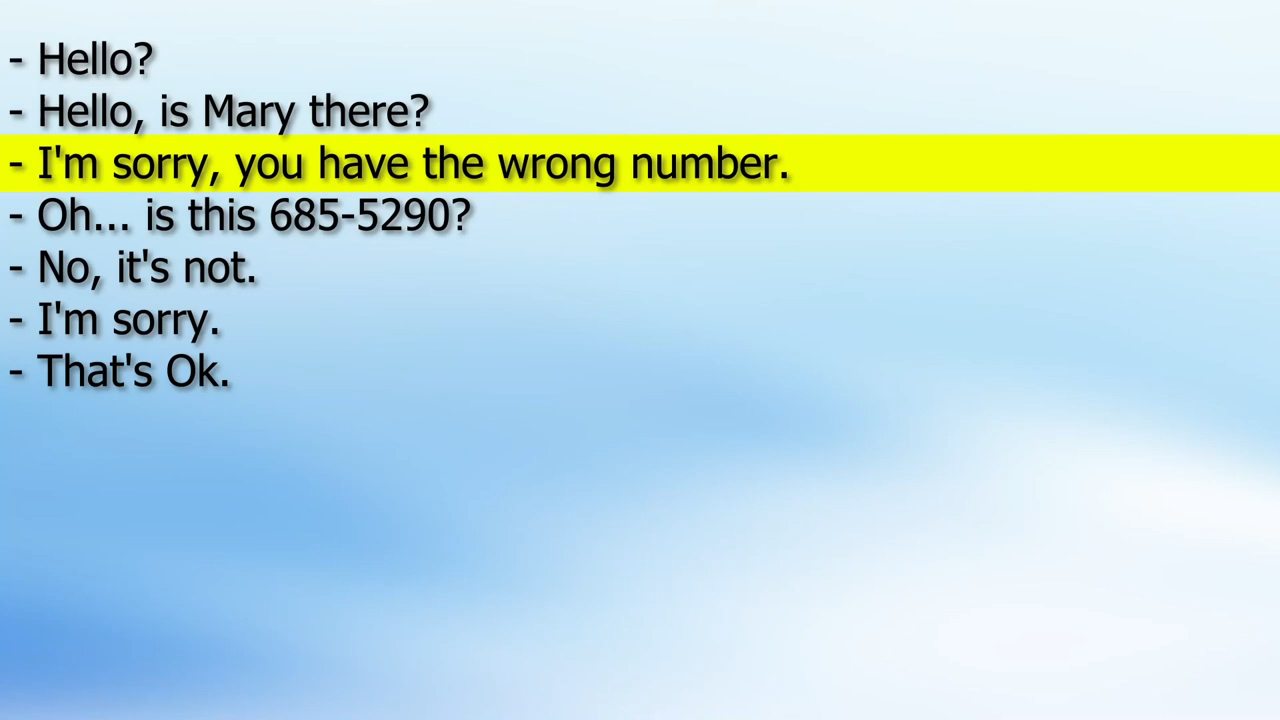 - Hello?
- Hello, is Mary there?
- I'm sorry, you have the wrong number.
- Oh... is this 685-5290?
- No, it's not.
- I'm sorry.
- That's Ok.